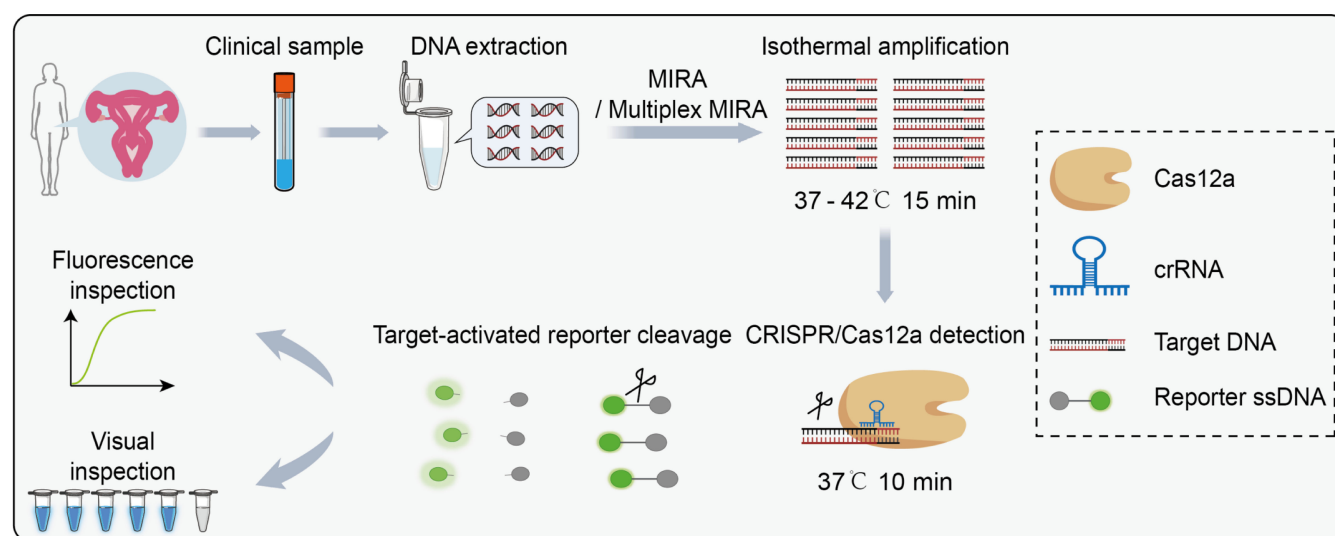 Clinical sample
DNA extraction
MIRA
/ Multiplex MIRA
Isothermal amplification
37 - 42℃ 15 min
Cas12a
crRNA
Target DNA
Reporter ssDNA
CRISPR/Cas12a detection
37℃ 10 min
Target-activated reporter cleavage
Fluorescence
inspection
Visual
inspection